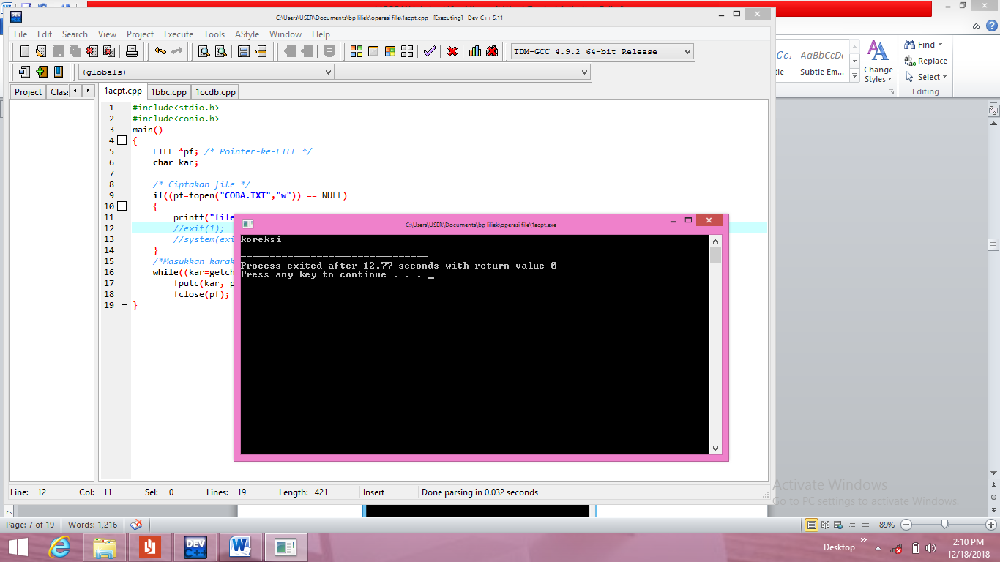 C:\Users\USER\Documents\bp liliek\operasi file\1acpt.cpp - [Executing] - Dev-C++ 5.11
File Edit Search View Project Execute Tools AStyle Window Help
TDM-GCC 4.9.2 64-bit Release
(globals)
Project Clas
1acpt.cpp 1bbc.cpp 1ccdb.cpp
1 #include<stdio.h>
2 #include<conio.h>
3 main()
4 {
5 FILE *pf; /* Pointer-ke-FILE */
6 char kar;
7
8 /* Ciptakan file */
9 if((pf=fopen("COBA.TXT","w")) == NULL)
10 {
11 printf("file
12 //exit(1);
13 //system(exi
14 }
15 /*Masukkan karak
16 while((kar=getch
17 fputc(kar, p
18 fclose(pf);
19 }
C:\Users\USER\Documents\bp liliek\operasi file\1acpt.exe
koreksi
--------------------------------
Process exited after 12.77 seconds with return value 0
Press any key to continue . . .
Line: 12 Col: 11 Sel: 0 Lines: 19 Length: 421 Insert Done parsing in 0.032 seconds
AaBbCcDc
Subtle Em...
Change
Styles
Find
Replace
Select
Editing
Activate Windows
Go to PC settings to activate Windows.
Page: 7 of 19 Words: 1,216 89%
DEV C++
Desktop
2:10 PM
12/18/2018